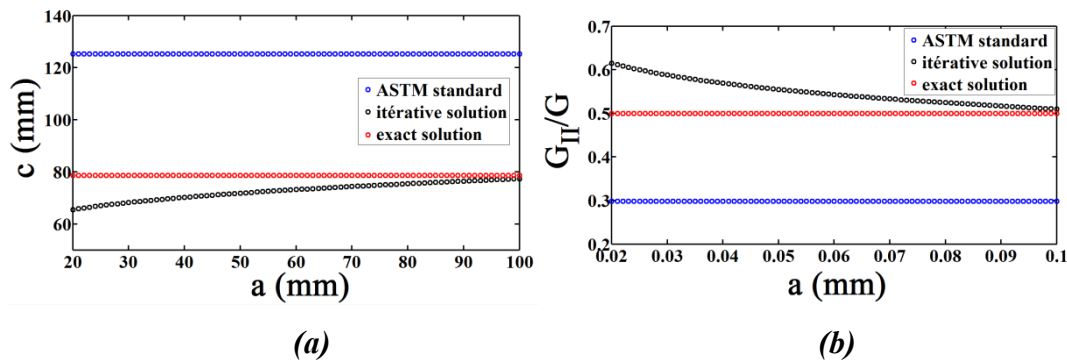 140
120
100
80
60
c (mm)
ASTM standard
itérative solution
exact solution
20 30 40 50 60 70 80 90 100
a (mm)
(a)
0.7
0.6
0.5
0.4
0.3
0.2
G_II/G
ASTM standard
itérative solution
exact solution
0.02 0.03 0.04 0.05 0.06 0.07 0.08 0.09 0.1
a (mm)
(b)